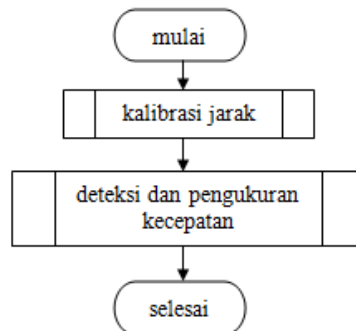 mulai
kalibrasi jarak
deteksi dan pengukuran
kecepatan
selesai